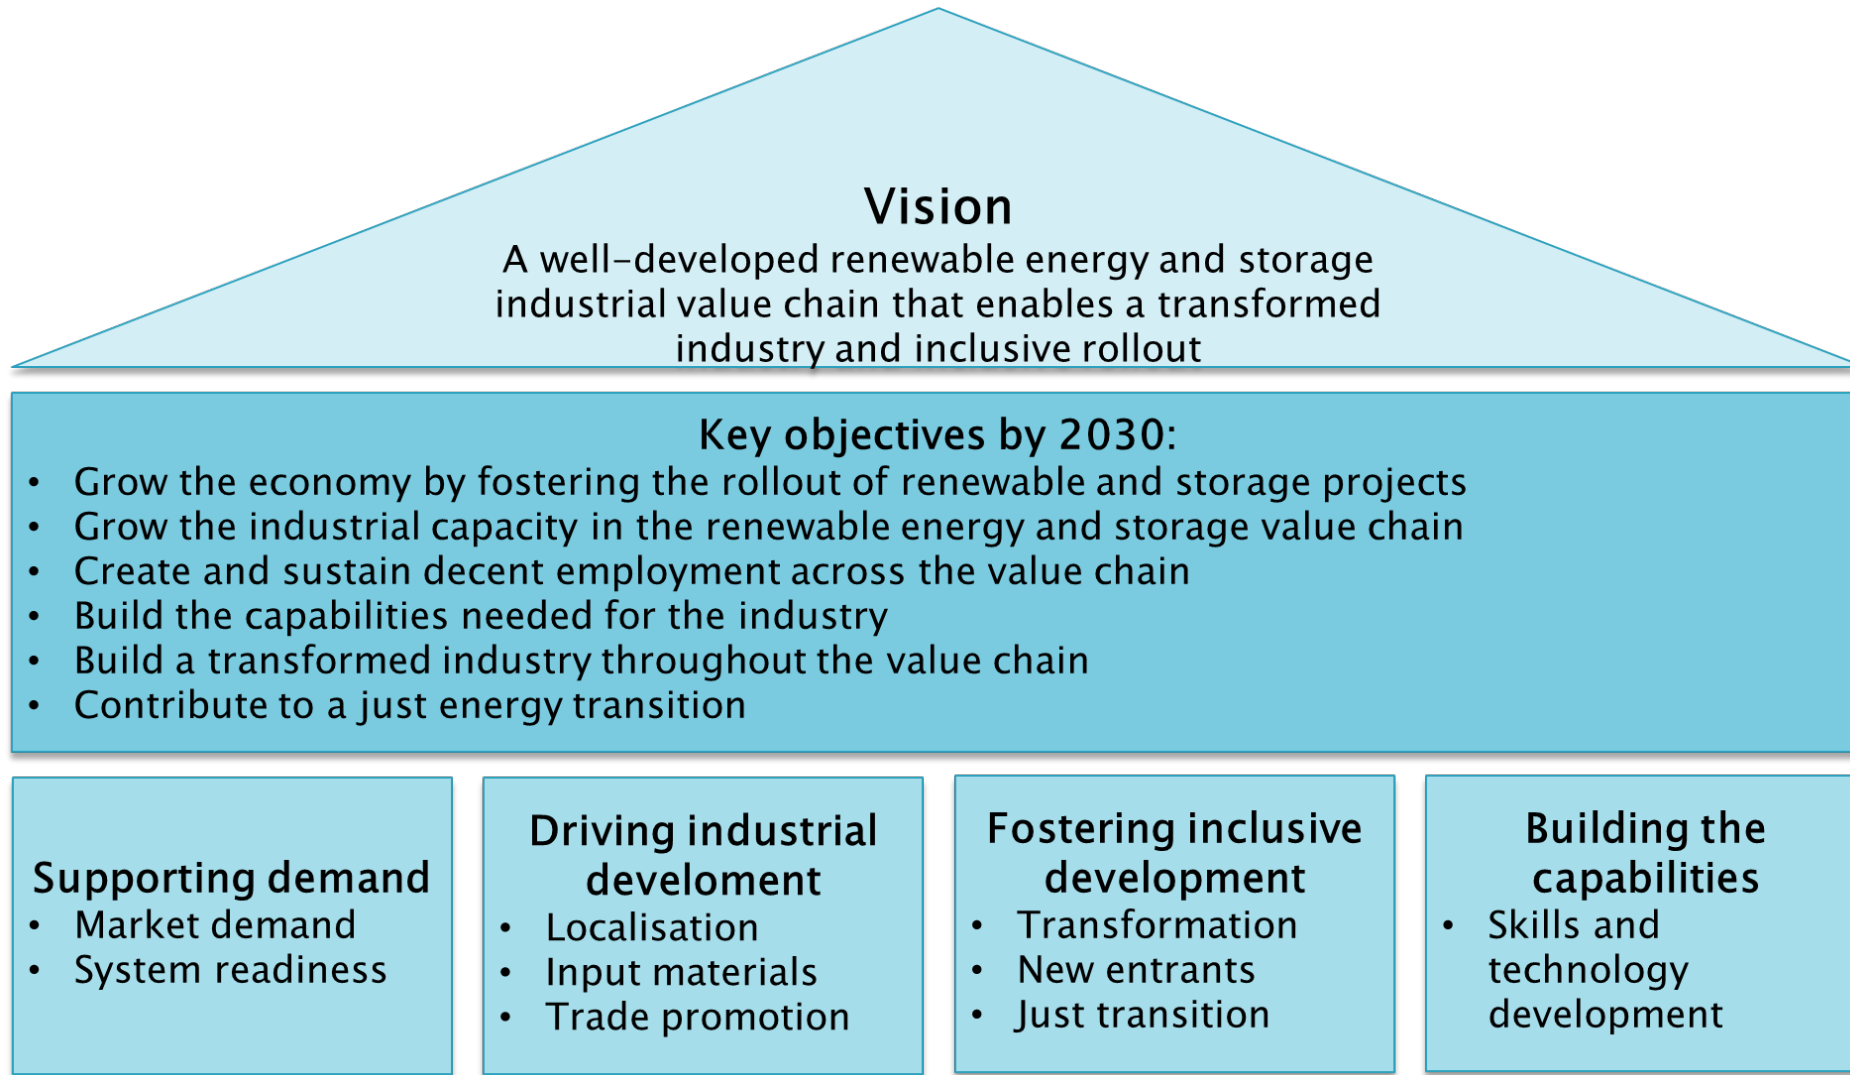 Vision
A well-developed renewable energy and storage
industrial value chain that enables a transformed
industry and inclusive rollout
Key objectives by 2030:
• Grow the economy by fostering the rollout of renewable and storage projects
• Grow the industrial capacity in the renewable energy and storage value chain
• Create and sustain decent employment across the value chain
• Build the capabilities needed for the industry
• Build a transformed industry throughout the value chain
• Contribute to a just energy transition
Supporting demand
• Market demand
• System readiness
Driving industrial
develoment
• Localisation
• Input materials
• Trade promotion
Fostering inclusive
development
• Transformation
• New entrants
• Just transition
Building the
capabilities
• Skills and
technology
development